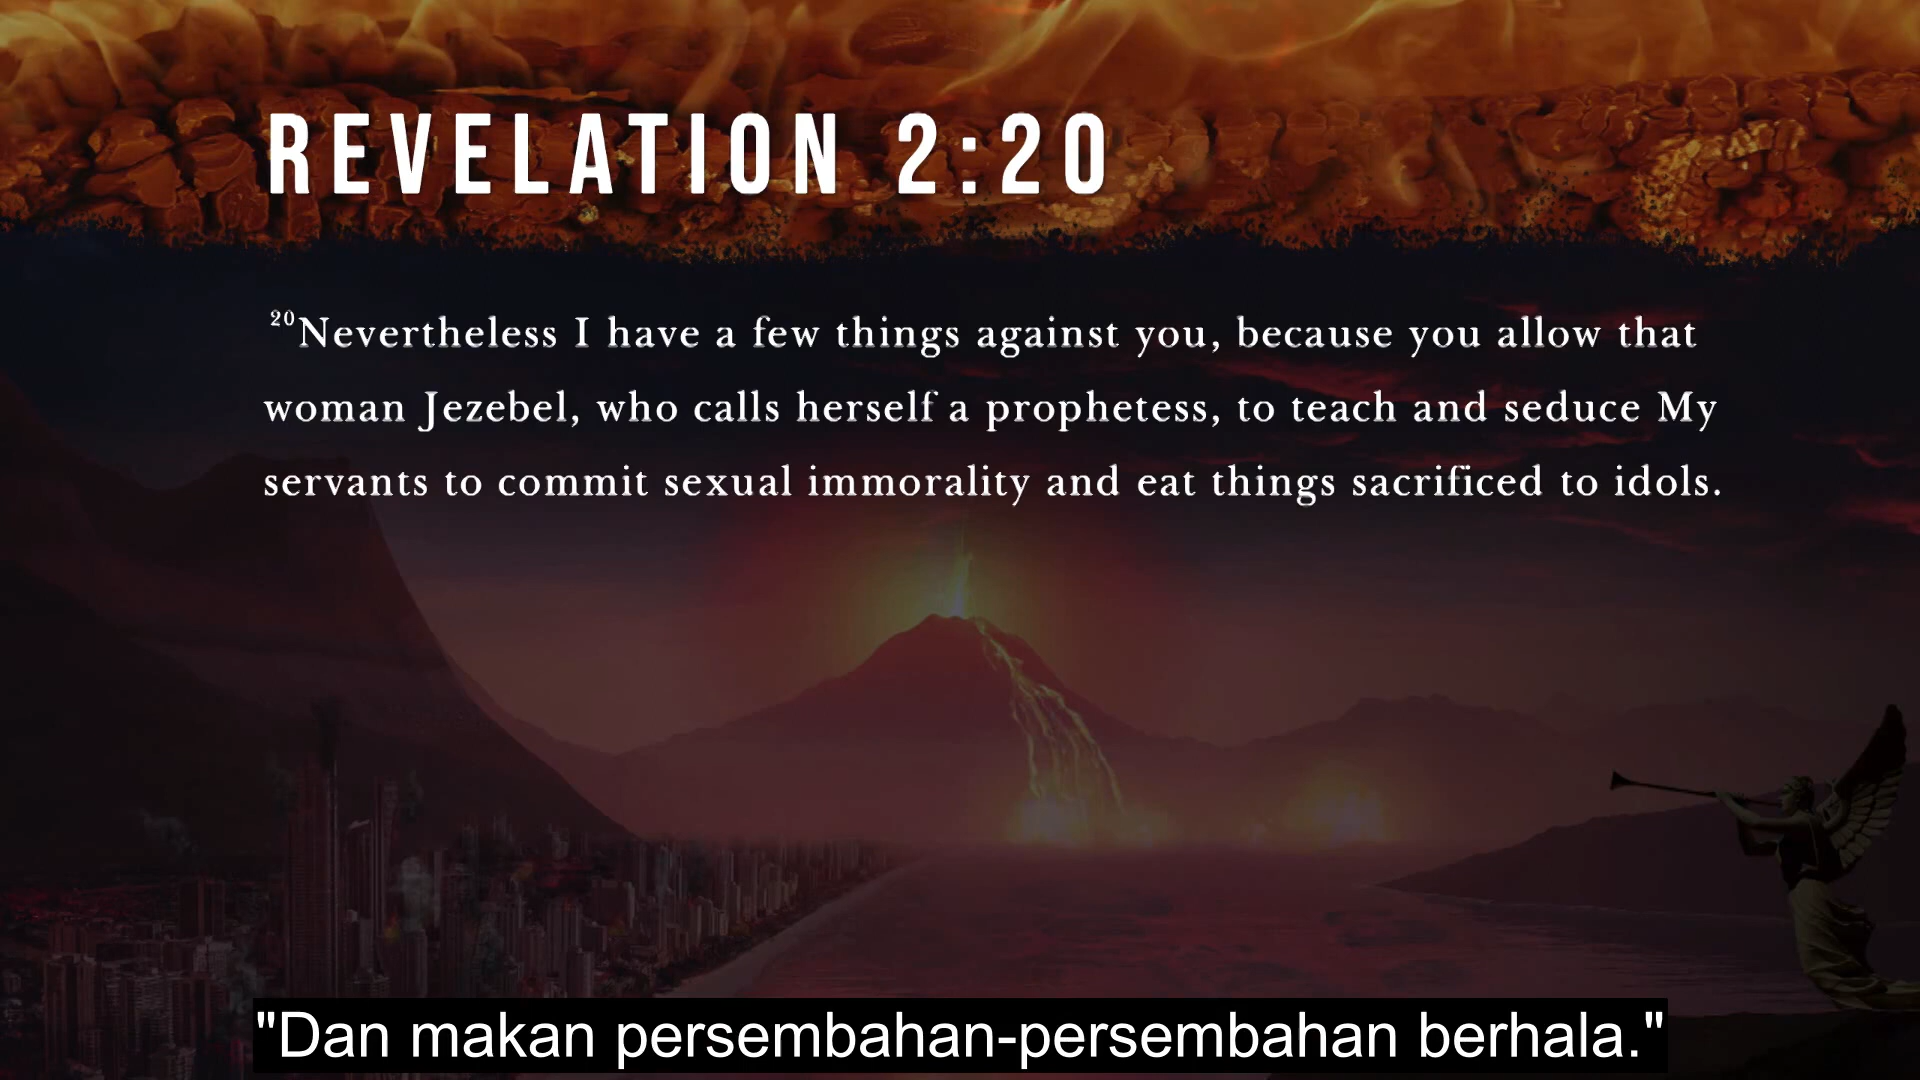 REVELATION 2:20
20Nevertheless I have a few things against you, because you allow that
woman Jezebel, who calls herself a prophetess, to teach and seduce My
servants to commit sexual immorality and eat things sacrificed to idols.
"Dan makan persembahan-persembahan berhala."